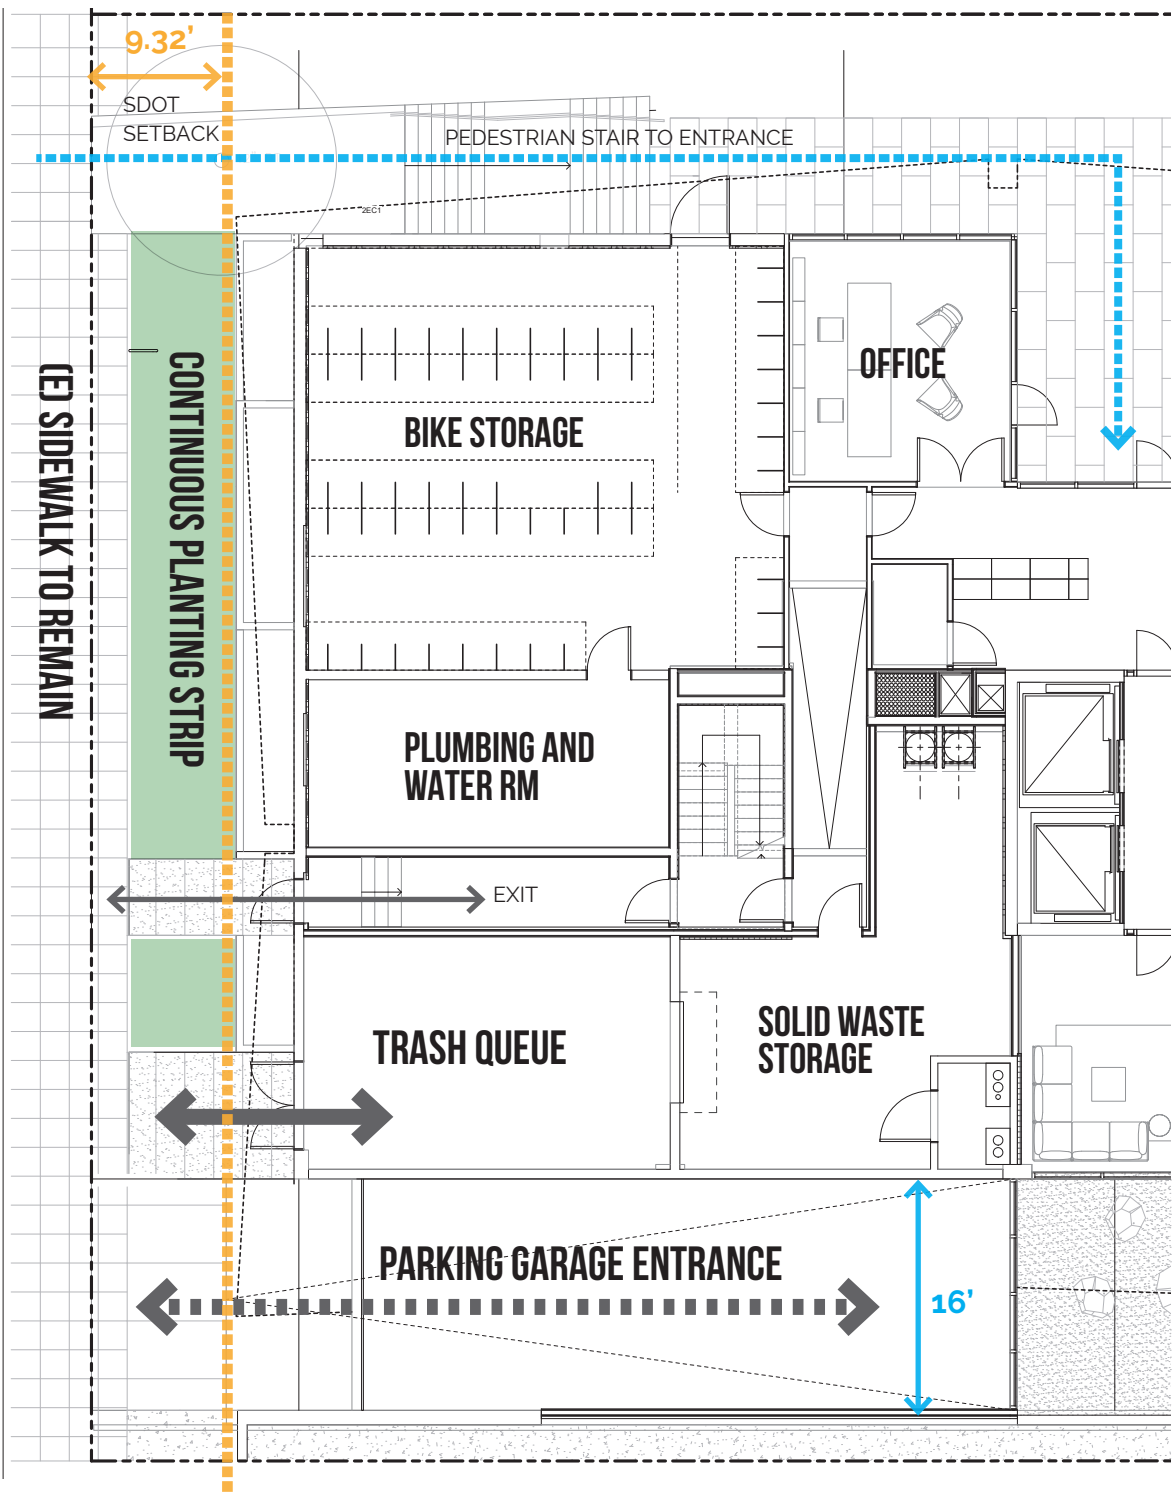 9.32’
SDOT
SETBACK
PEDESTRIAN STAIR TO ENTRANCE
2EC1
OFFICE
BIKE STORAGE
(E) SIDEWALK TO REMAIN
CONTINUOUS PLANTING STRIP
PLUMBING AND
WATER RM
EXIT
TRASH QUEUE
SOLID WASTE
STORAGE
PARKING GARAGE ENTRANCE
16’